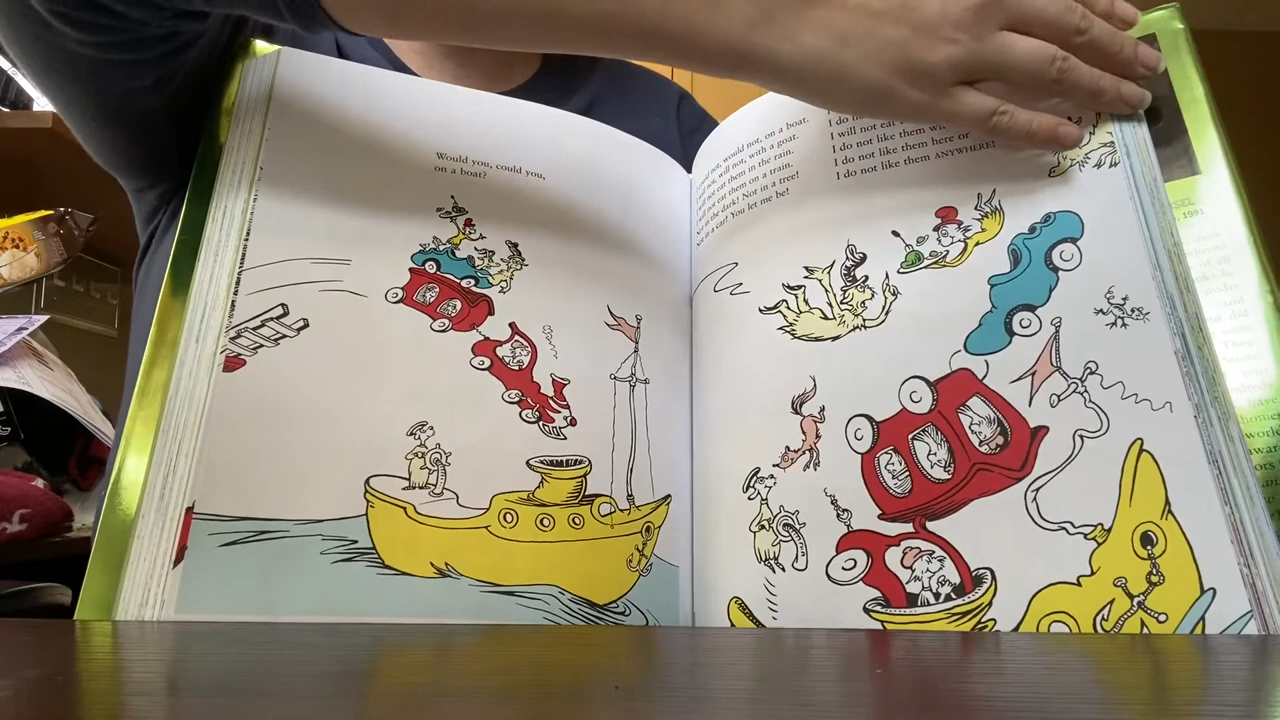 Would you, could you,
on a boat?
could not, would not, on a boat.
will not, will not, with a goat.
will not eat them in the rain.
will not eat them on a train.
Not in the dark! Not in a tree!
Not in a car! You let me be!
I do
I will not eat
I do not like them
I do not like them here or
I do not like them ANYWHERE!
1991